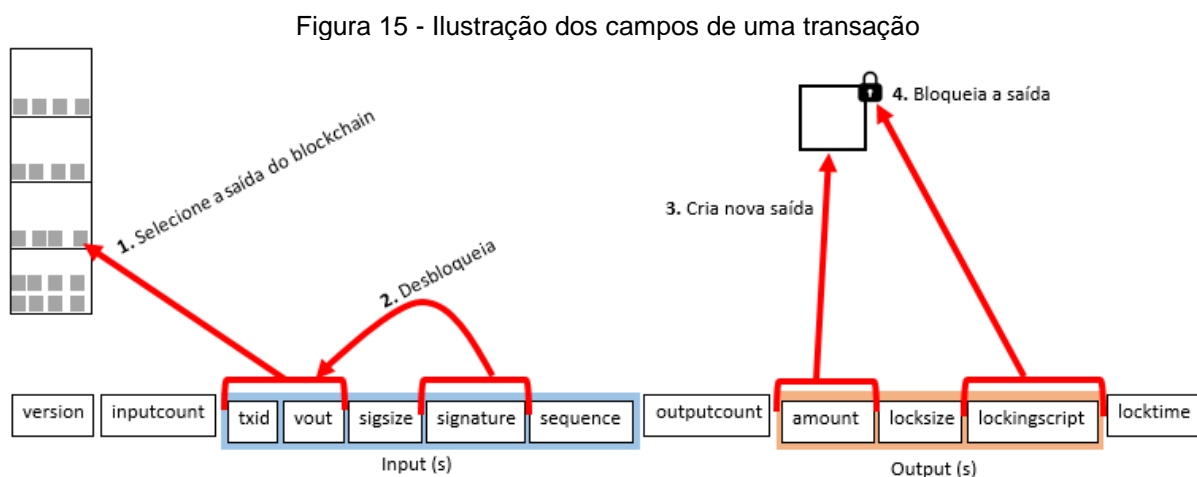 Figura 15 - Ilustração dos campos de uma transação
1. Selecione a saída do blockchain
2. Desbloqueia
3. Cria nova saída
4. Bloqueia a saída
version inputcount txid vout sigsize signature sequence outputcount amount locksize lockingscript locktime
Input (s) Output (s)